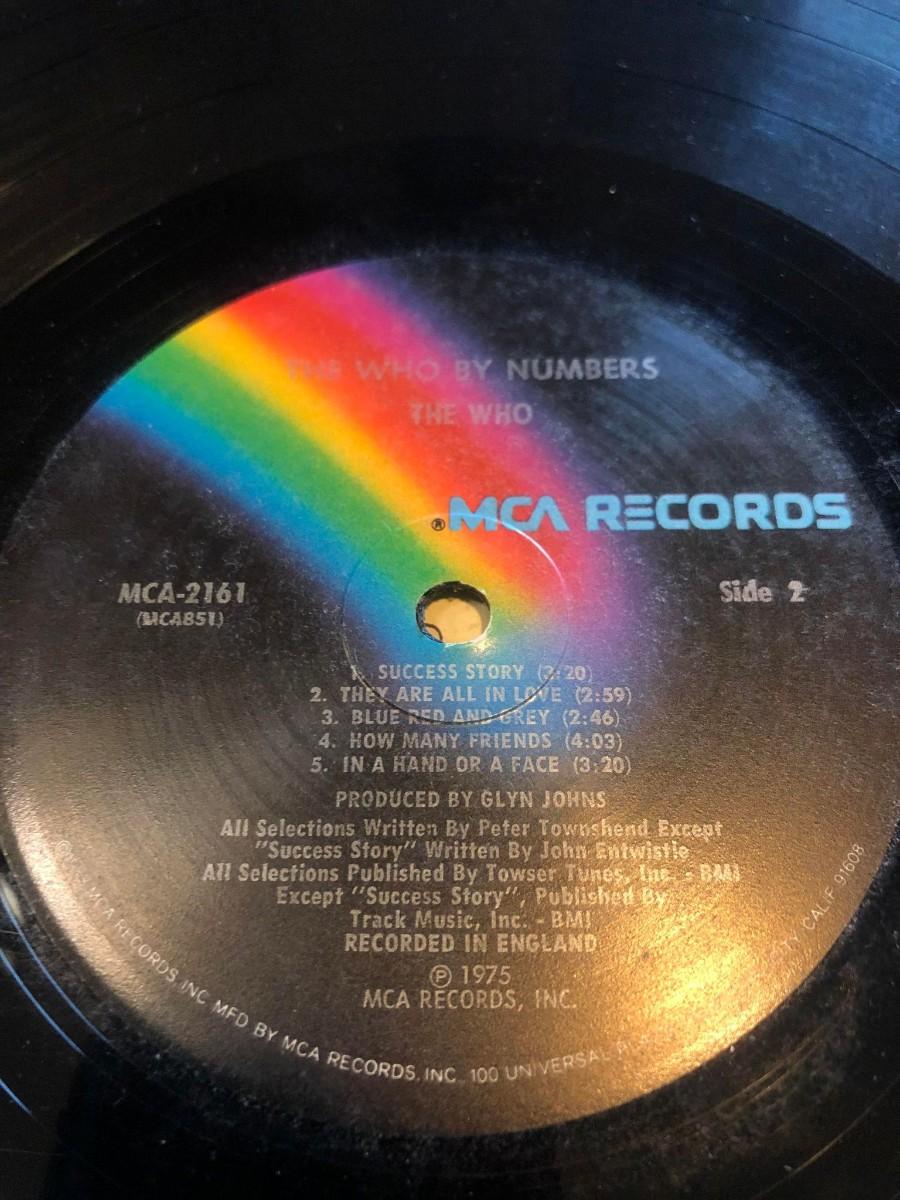 THE WHO BY NUMBERS
THE WHO
®MCA RECORDS
MCA-2161
(MCA851)
Side 2
1. SUCCESS STORY (3:20)
2. THEY ARE ALL IN LOVE (2:59)
3. BLUE RED AND GREY (2:46)
4. HOW MANY FRIENDS (4:03)
5. IN A HAND OR A FACE (3:20)
PRODUCED BY GLYN JOHNS
All Selections Written By Peter Townshend Except
"Success Story" Written By John Entwistle
All Selections Published By Towser Tunes, Inc. - BMI
Except "Success Story", Published By
Track Music, Inc. - BMI
RECORDED IN ENGLAND
Ⓟ 1975
MCA RECORDS, INC.
MCA RECORDS, INC MFD BY MCA RECORDS, INC. 100 UNIVERSAL CALIF 91608